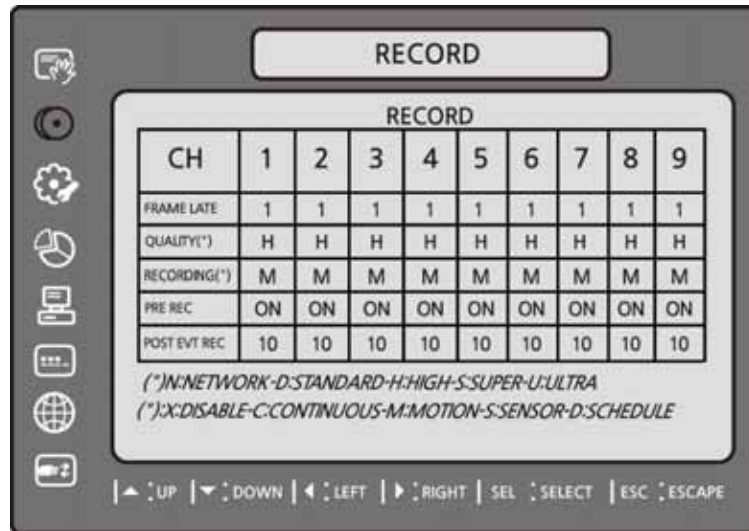 RECORD
RECORD
CH 1 2 3 4 5 6 7 8 9
FRAME LATE 1 1 1 1 1 1 1 1 1
QUALITY(*) H H H H H H H H H
RECORDING(*) M M M M M M M M M
PRE REC ON ON ON ON ON ON ON ON ON
POST EVT REC 10 10 10 10 10 10 10 10 10
(*)N:NETWORK-D:STANDARD-H:HIGH-S:SUPER-U:ULTRA
(*):X:DISABLE-C:CONTINUOUS-M:MOTION-S:SENSOR-D:SCHEDULE
▲ : UP ▼ : DOWN ◀ : LEFT ▶ : RIGHT SEL : SELECT ESC : ESCAPE